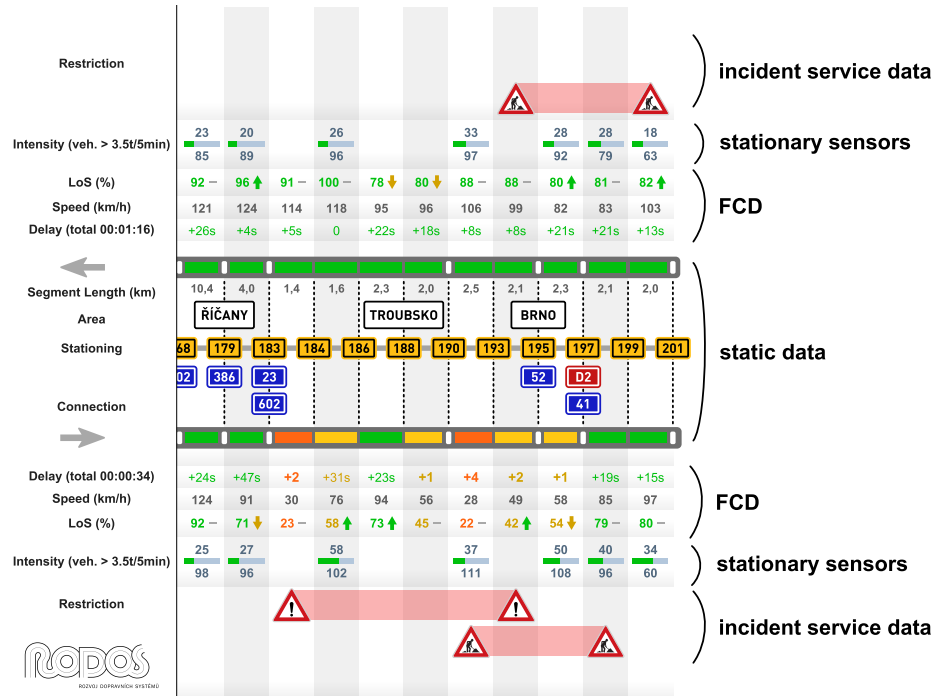 Restriction
incident service data
23 20 26 33 28 28 18
Intensity (veh. > 3.5t/5min)
stationary sensors
85 89 96 97 92 79 63
LoS (%) 92 – 96 91 – 100 – 78 80 88 – 88 – 80 81 – 82
Speed (km/h) 121 124 114 118 95 96 106 99 82 83 103
FCD
Delay (total 00:01:16) +26s +4s +5s 0 +22s +18s +8s +8s +21s +21s +13s
Segment Length (km) 10,4 4,0 1,4 1,6 2,3 2,0 2,5 2,1 2,3 2,1 2,0
Area ŘÍČANY TROUBSKO BRNO
Stationing 68 179 183 184 186 188 190 193 195 197 199 201
static data
02 386 23 52 D2
Connection 602 41
Delay (total 00:00:34) +24s +47s +2 +31s +23s +1 +4 +2 +1 +19s +15s
Speed (km/h) 124 91 30 76 94 56 28 49 58 85 97
FCD
LoS (%) 92 – 71 23 – 58 73 45 – 22 – 42 54 79 – 80 –
25 27 58 37 50 40 34
Intensity (veh. > 3.5t/5min)
stationary sensors
98 96 102 111 108 96 60
Restriction ! !
incident service data
RODOS
ROZVOJ DOPRAVNÍCH SYSTÉMŮ